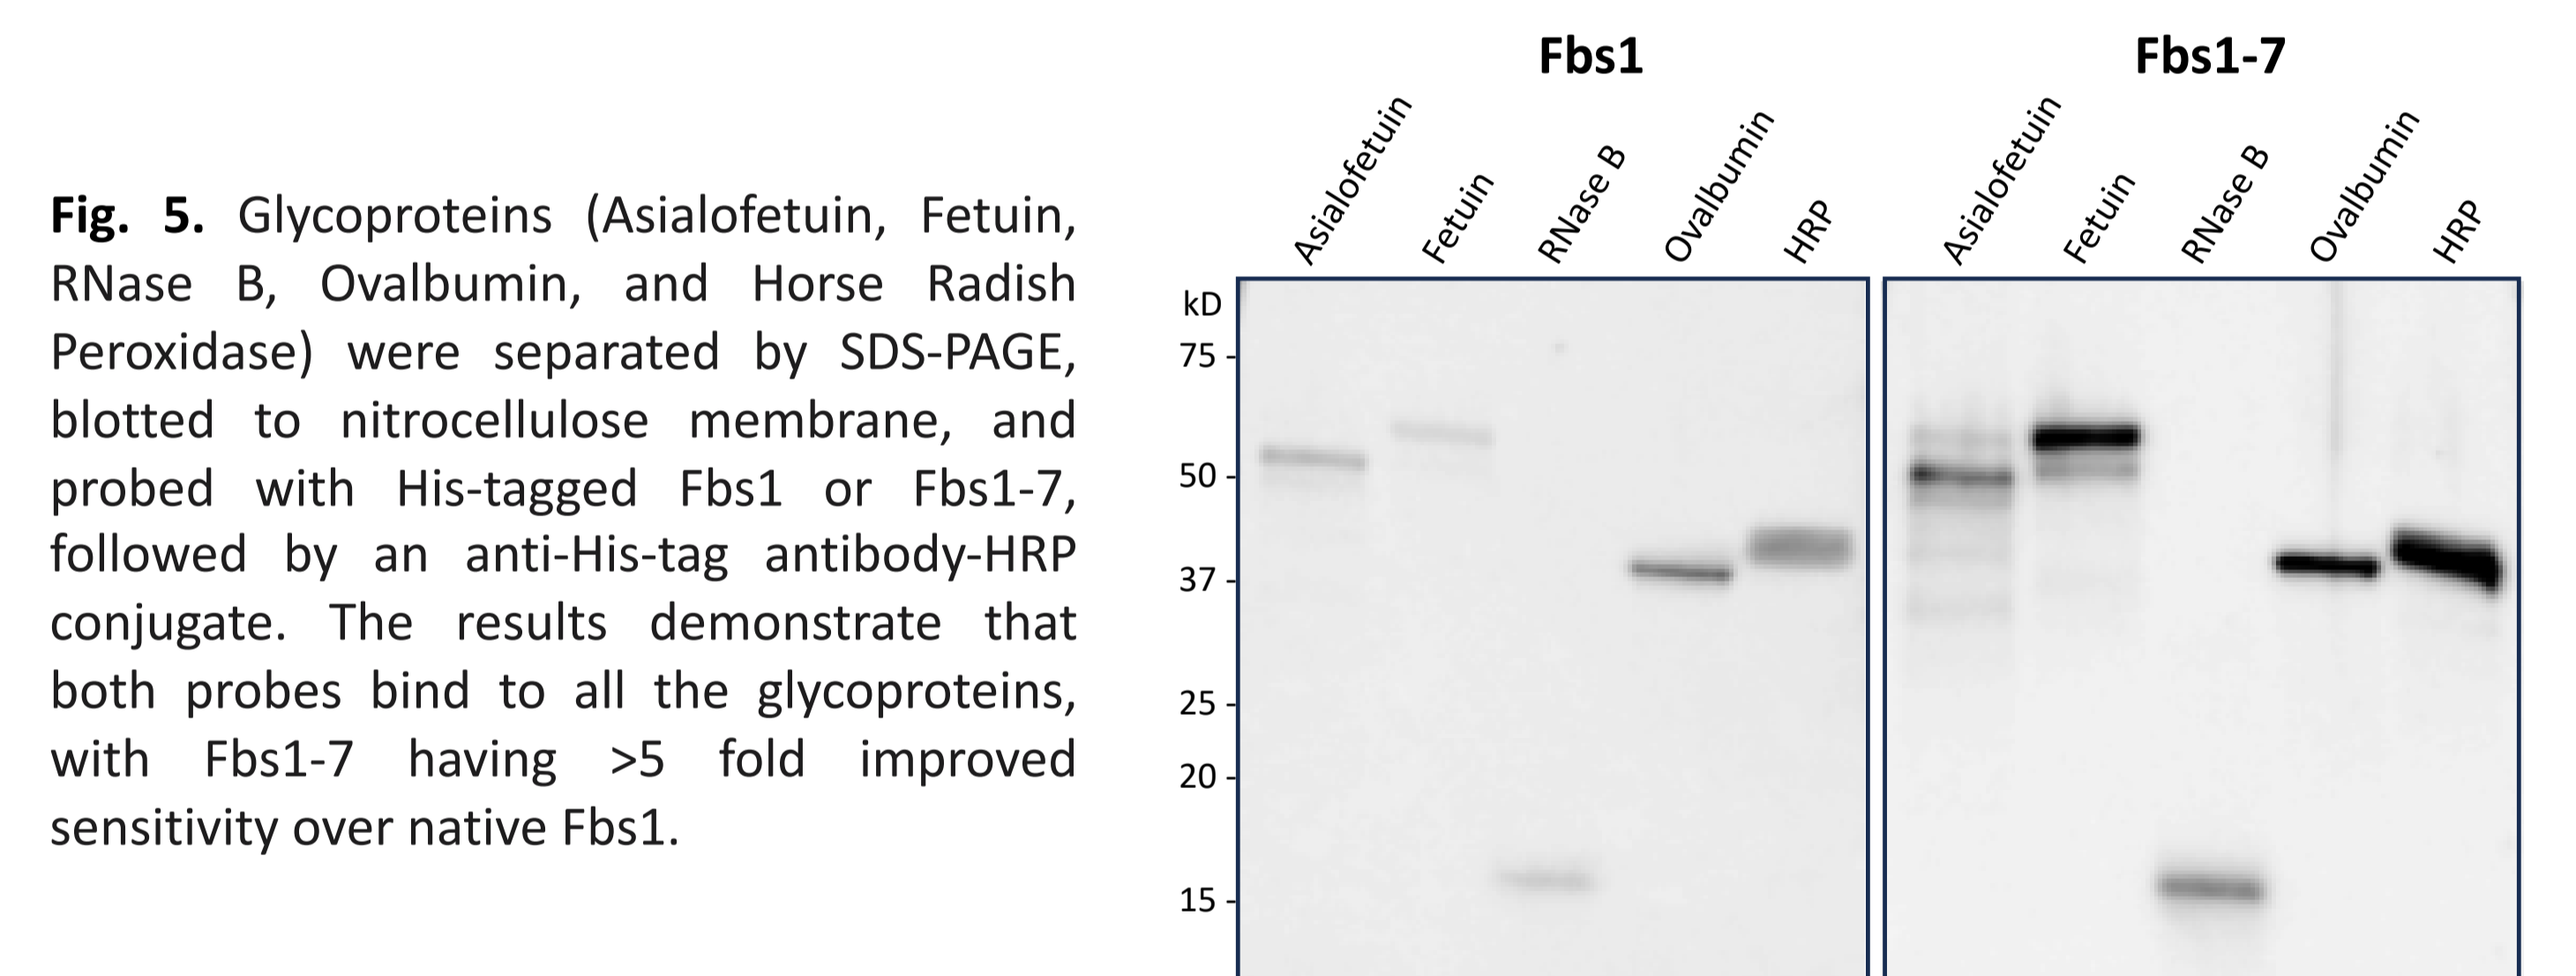 Fig. 5. Glycoproteins (Asialofetuin, Fetuin,
RNase B, Ovalbumin, and Horse Radish
Peroxidase) were separated by SDS-PAGE,
blotted to nitrocellulose membrane, and
probed with His-tagged Fbs1 or Fbs1-7,
followed by an anti-His-tag antibody-HRP
conjugate. The results demonstrate that
both probes bind to all the glycoproteins,
with Fbs1-7 having >5 fold improved
sensitivity over native Fbs1.
Fbs1
Asialofetuin
Fetuin
RNase B
Ovalbumin
HRP
Fbs1-7
Asialofetuin
Fetuin
RNase B
Ovalbumin
HRP
kD
75 -
50 -
37 -
25 -
20 -
15 -